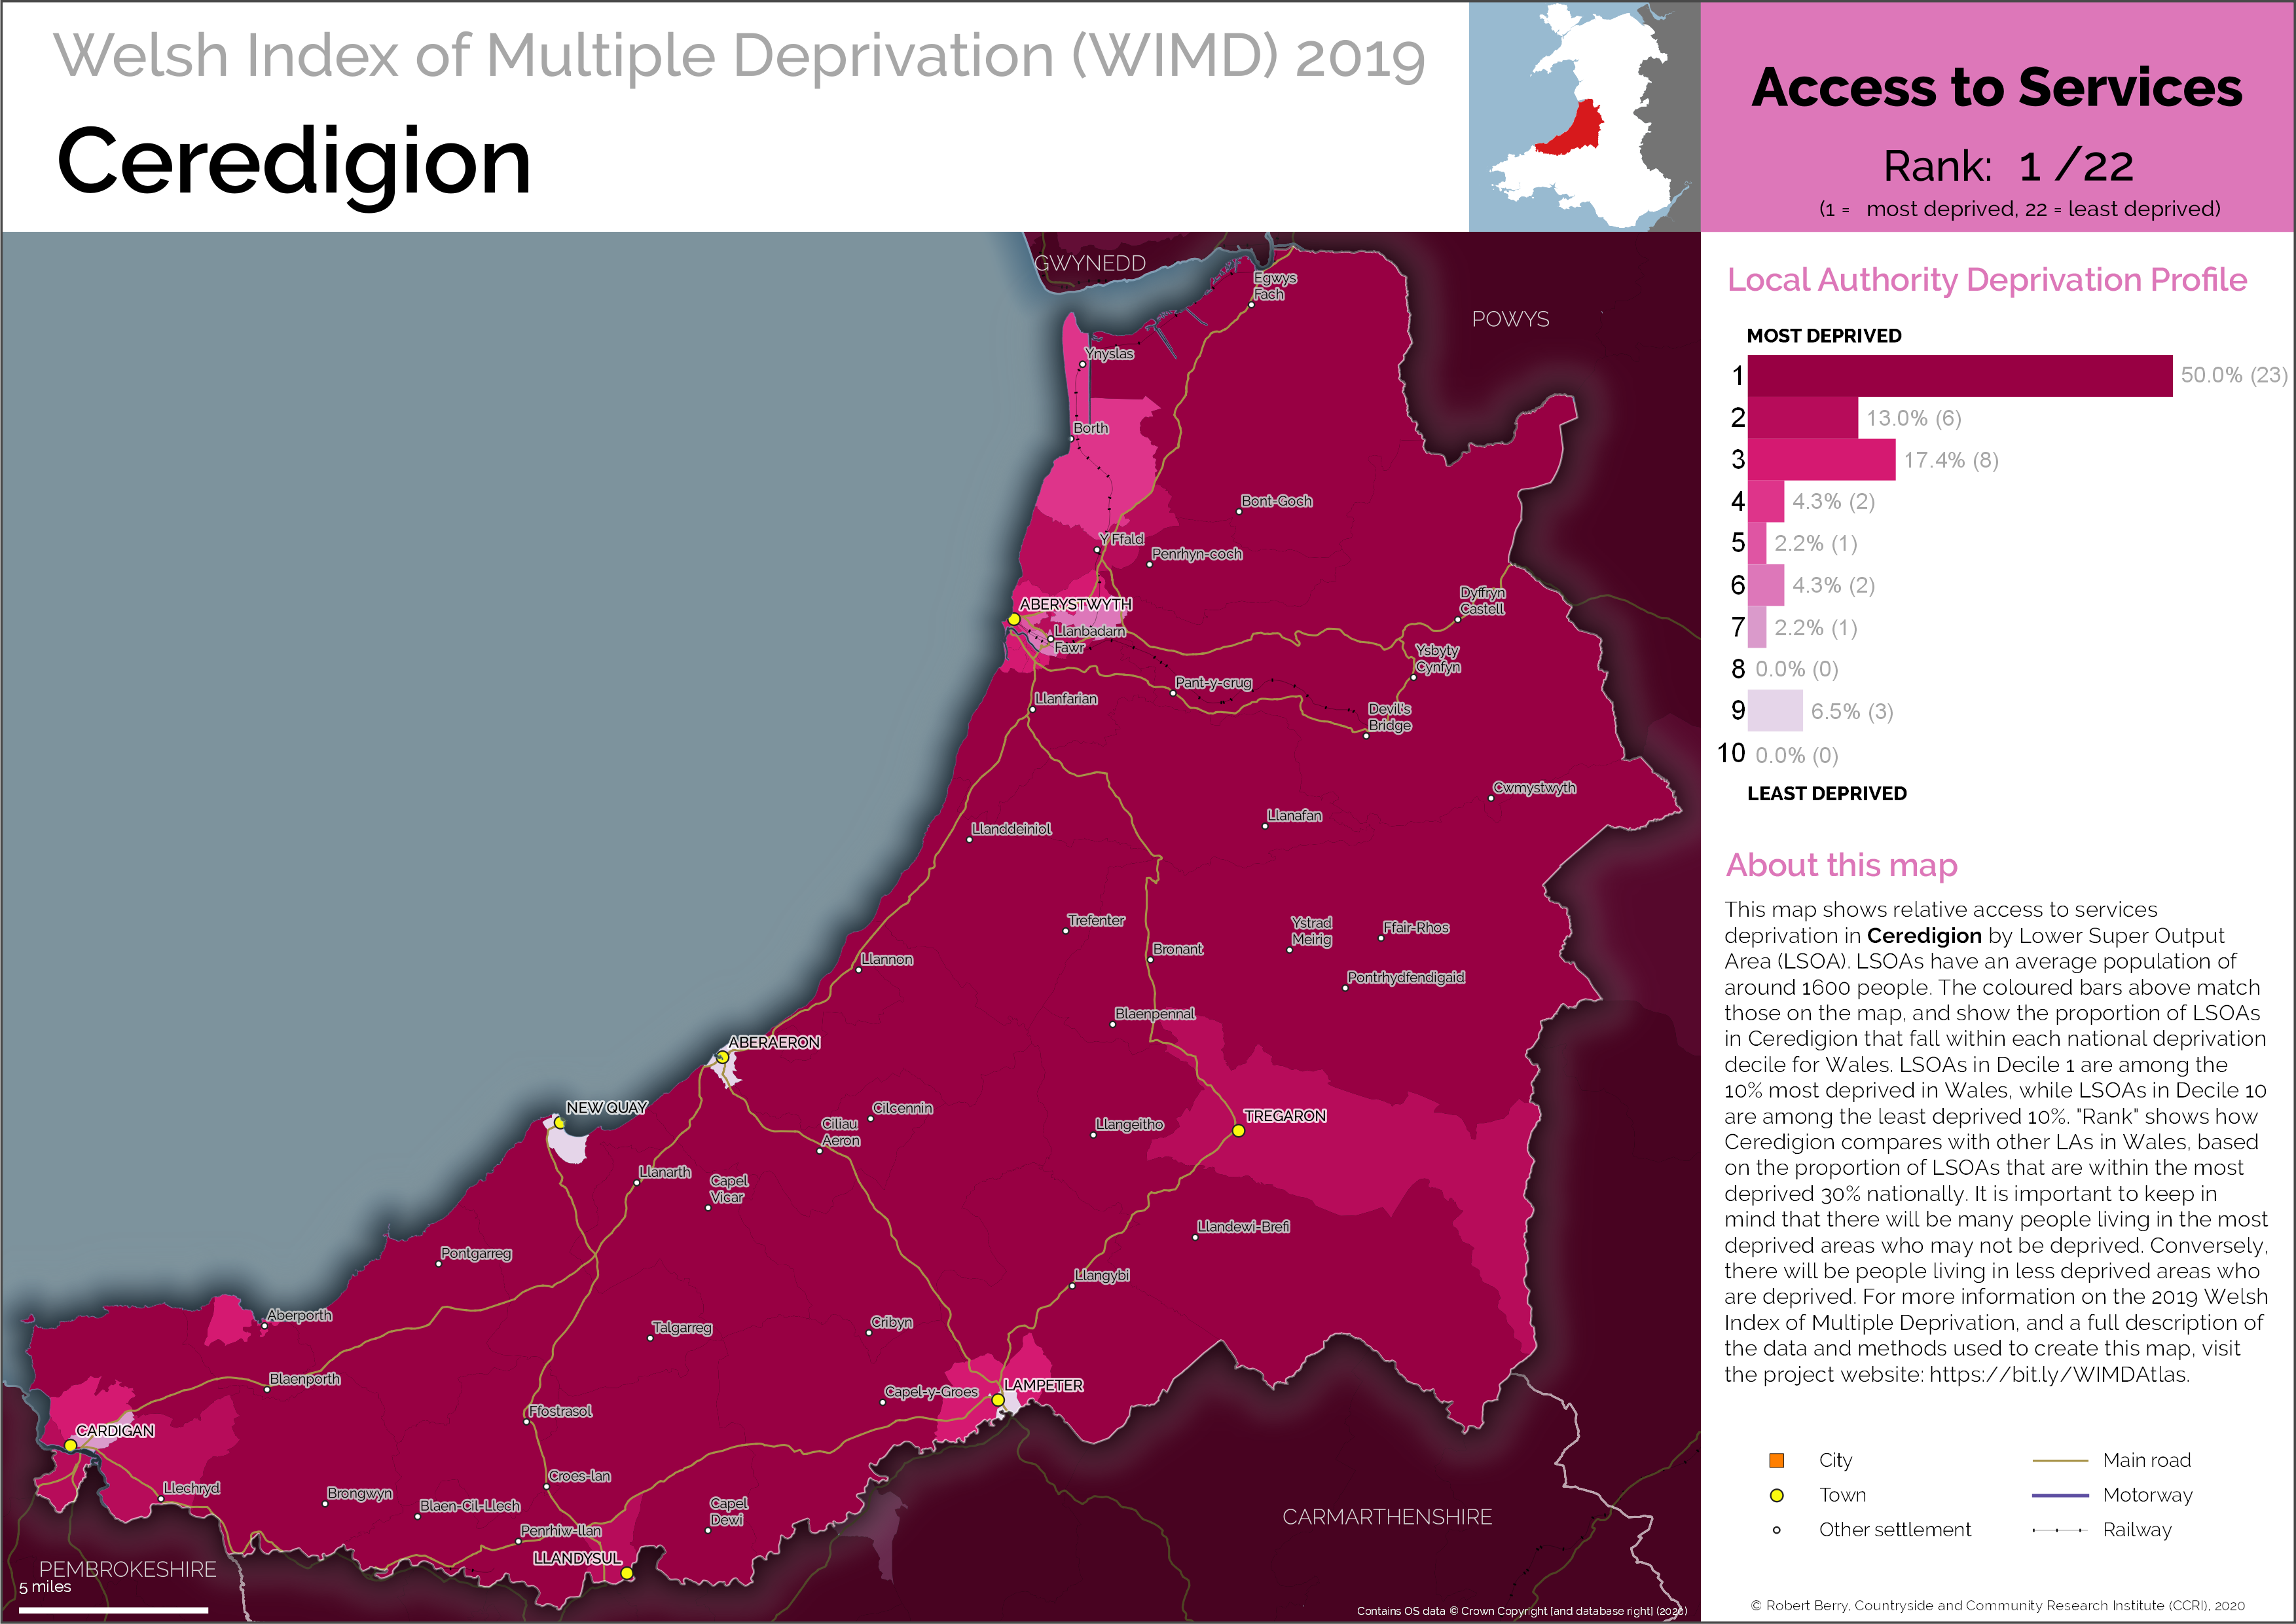 Welsh Index of Multiple Deprivation (WIMD) 2019
Ceredigion
Access to Services
Rank: 1 /22
(1 = most deprived, 22 = least deprived)
GWYNEDD
POWYS
Egwys
Fach
Ynyslas
Borth
Bont-Goch
Y Ffald
Penrhyn-coch
ABERYSTWYTH
Llanbadarn
Fawr
Dyffryn
Castell
Ysbyty
Cynfyn
Pant-y-crug
Llanfarian
Devil's
Bridge
Cwmystwyth
Llanafan
Llanddeiniol
Trefenter
Ystrad
Meirig
Ffair-Rhos
Bronant
Llannon
Pontrhydfendigaid
Blaenpennal
ABERAERON
NEW QUAY
Cilcennin
Ciliau
Aeron
Llangeitho
TREGARON
Llanarth
Capel
Vicar
Llandewi-Brefi
Pontgarreg
Llangybi
Aberporth
Talgarreg
Cribyn
Blaenporth
Capel-y-Groes
LAMPETER
Ffostrasol
CARDIGAN
Croes-lan
Llechryd
Brongwyn
Blaen-Cil-Llech
Capel
Dewi
Penrhiw-llan
LLANDYSUL
CARMARTHENSHIRE
PEMBROKESHIRE
5 miles
Contains OS data © Crown Copyright [and database right] (2020)
Local Authority Deprivation Profile
MOST DEPRIVED
1 50.0% (23)
2 13.0% (6)
3 17.4% (8)
4 4.3% (2)
5 2.2% (1)
6 4.3% (2)
7 2.2% (1)
8 0.0% (0)
9 6.5% (3)
10 0.0% (0)
LEAST DEPRIVED
About this map
This map shows relative access to services
deprivation in Ceredigion by Lower Super Output
Area (LSOA). LSOAs have an average population of
around 1600 people. The coloured bars above match
those on the map, and show the proportion of LSOAs
in Ceredigion that fall within each national deprivation
decile for Wales. LSOAs in Decile 1 are among the
10% most deprived in Wales, while LSOAs in Decile 10
are among the least deprived 10%. "Rank" shows how
Ceredigion compares with other LAs in Wales, based
on the proportion of LSOAs that are within the most
deprived 30% nationally. It is important to keep in
mind that there will be many people living in the most
deprived areas who may not be deprived. Conversely,
there will be people living in less deprived areas who
are deprived. For more information on the 2019 Welsh
Index of Multiple Deprivation, and a full description of
the data and methods used to create this map, visit
the project website: https://bit.ly/WIMDAtlas.
City
Town
Other settlement
Main road
Motorway
Railway
© Robert Berry, Countryside and Community Research Institute (CCRI), 2020